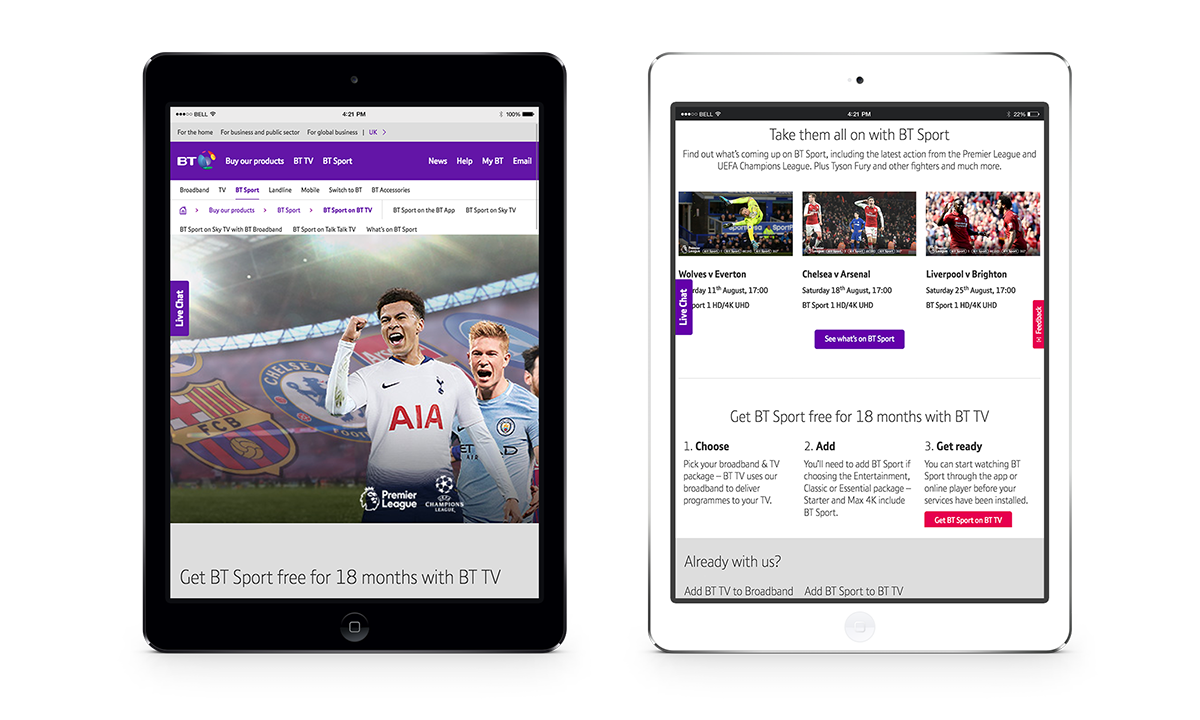 BELL
4:21 PM
100%
For the home For business and public sector For global business | UK >
BT Buy our products BT TV BT Sport News Help My BT Email
Broadband TV BT Sport Landline Mobile Switch to BT BT Accessories
> Buy our products > BT Sport > BT Sport on BT TV BT Sport on the BT App BT Sport on Sky TV
BT Sport on Sky TV with BT Broadband BT Sport on Talk Talk TV What's on BT Sport
Live Chat
FCB
CHELSEA
FOOTBALL
Arse
AIA
ETI
Premier
League
CHAMPIONS
LEAGUE
Get BT Sport free for 18 months with BT TV
BELL
4:21 PM
22%
Take them all on with BT Sport
Find out what's coming up on BT Sport, including the latest action from the Premier League and
UEFA Champions League. Plus Tyson Fury and other fighters and much more.
Wolves v Everton
Chelsea v Arsenal
Liverpool v Brighton
rday 11th August, 17:00
Saturday 18th August, 17:00
Saturday 25th August, 17:00
port 1 HD/4K UHD
BT Sport 1 HD/4K UHD
BT Sport 1 HD/4K UHD
Live Chat
Feedback
See what's on BT Sport
Get BT Sport free for 18 months with BT TV
1. Choose
Pick your broadband & TV
package – BT TV uses our
broadband to deliver
programmes to your TV.
2. Add
You'll need to add BT Sport if
choosing the Entertainment,
Classic or Essential package –
Starter and Max 4K include
BT Sport.
3. Get ready
You can start watching BT
Sport through the app or
online player before your
services have been installed.
Get BT Sport on BT TV
Already with us?
Add BT TV to Broadband Add BT Sport to BT TV